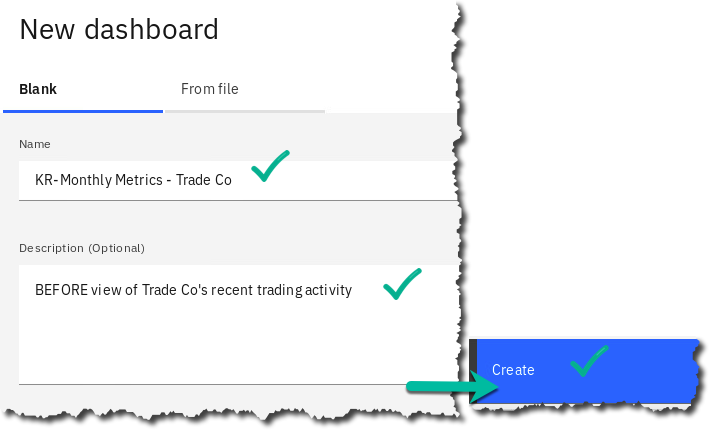 New dashboard
Blank
From file
Name
KR-Monthly Metrics - Trade Co
Description (Optional)
BEFORE view of Trade Co's recent trading activity
Create